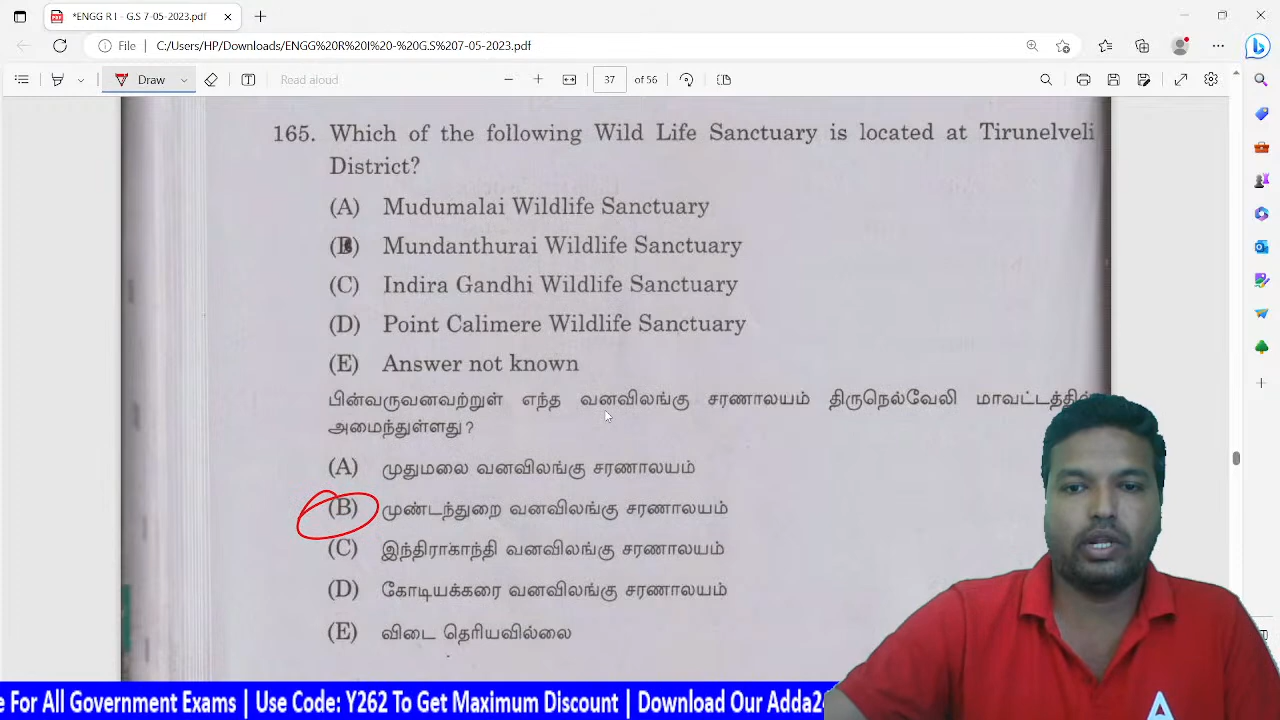 *ENGG R I - G.S 7-05-2023.pdf
File C:/Users/HP/Downloads/ENGG%20R%20I%20-%20G.S%207-05-2023.pdf
Draw Read aloud 37 of 56
165. Which of the following Wild Life Sanctuary is located at Tirunelveli
District?
(A) Mudumalai Wildlife Sanctuary
(B) Mundanthurai Wildlife Sanctuary
(C) Indira Gandhi Wildlife Sanctuary
(D) Point Calimere Wildlife Sanctuary
(E) Answer not known
பின்வருவனவற்றுள் எந்த வனவிலங்கு சரணாலயம் திருநெல்வேலி மாவட்டத்தில்
அமைந்துள்ளது?
(A) முதுமலை வனவிலங்கு சரணாலயம்
(B) முண்டந்துறை வனவிலங்கு சரணாலயம்
(C) இந்திராகாந்தி வனவிலங்கு சரணாலயம்
(D) கோடியக்கரை வனவிலங்கு சரணாலயம்
(E) விடை தெரியவில்லை
e For All Government Exams | Use Code: Y262 To Get Maximum Discount | Download Our Adda2
A